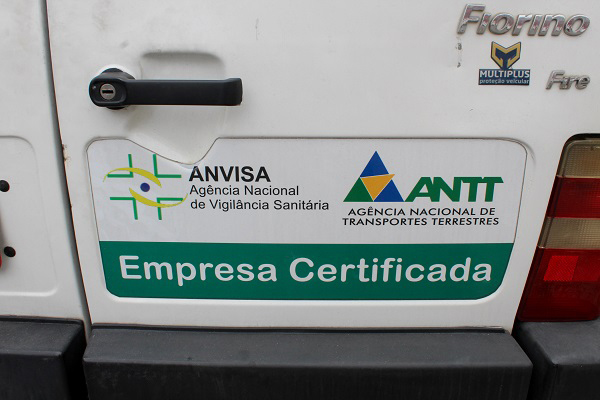 Fiorino
MULTIPLUS
proteção veicular
Fire
ANVISA
Agência Nacional
de Vigilância Sanitária
ANTT
AGÊNCIA NACIONAL DE
TRANSPORTES TERRESTRES
Empresa Certificada